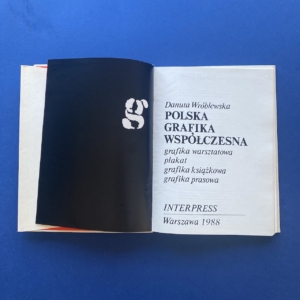 g
Danuta Wróblewska
POLSKA
GRAFIKA
WSPÓŁCZESNA
grafika warsztatowa
plakat
grafika książkowa
grafika prasowa
INTERPRESS
Warszawa 1988